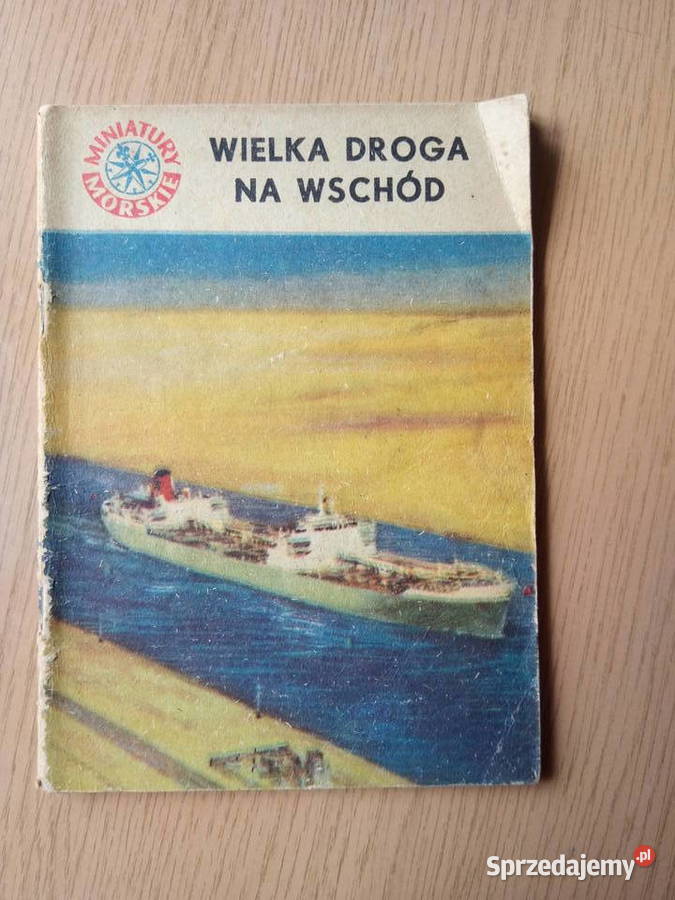 MINIATURY
MORSKIE
WIELKA DROGA
NA WSCHÓD
Sprzedajemy.pl